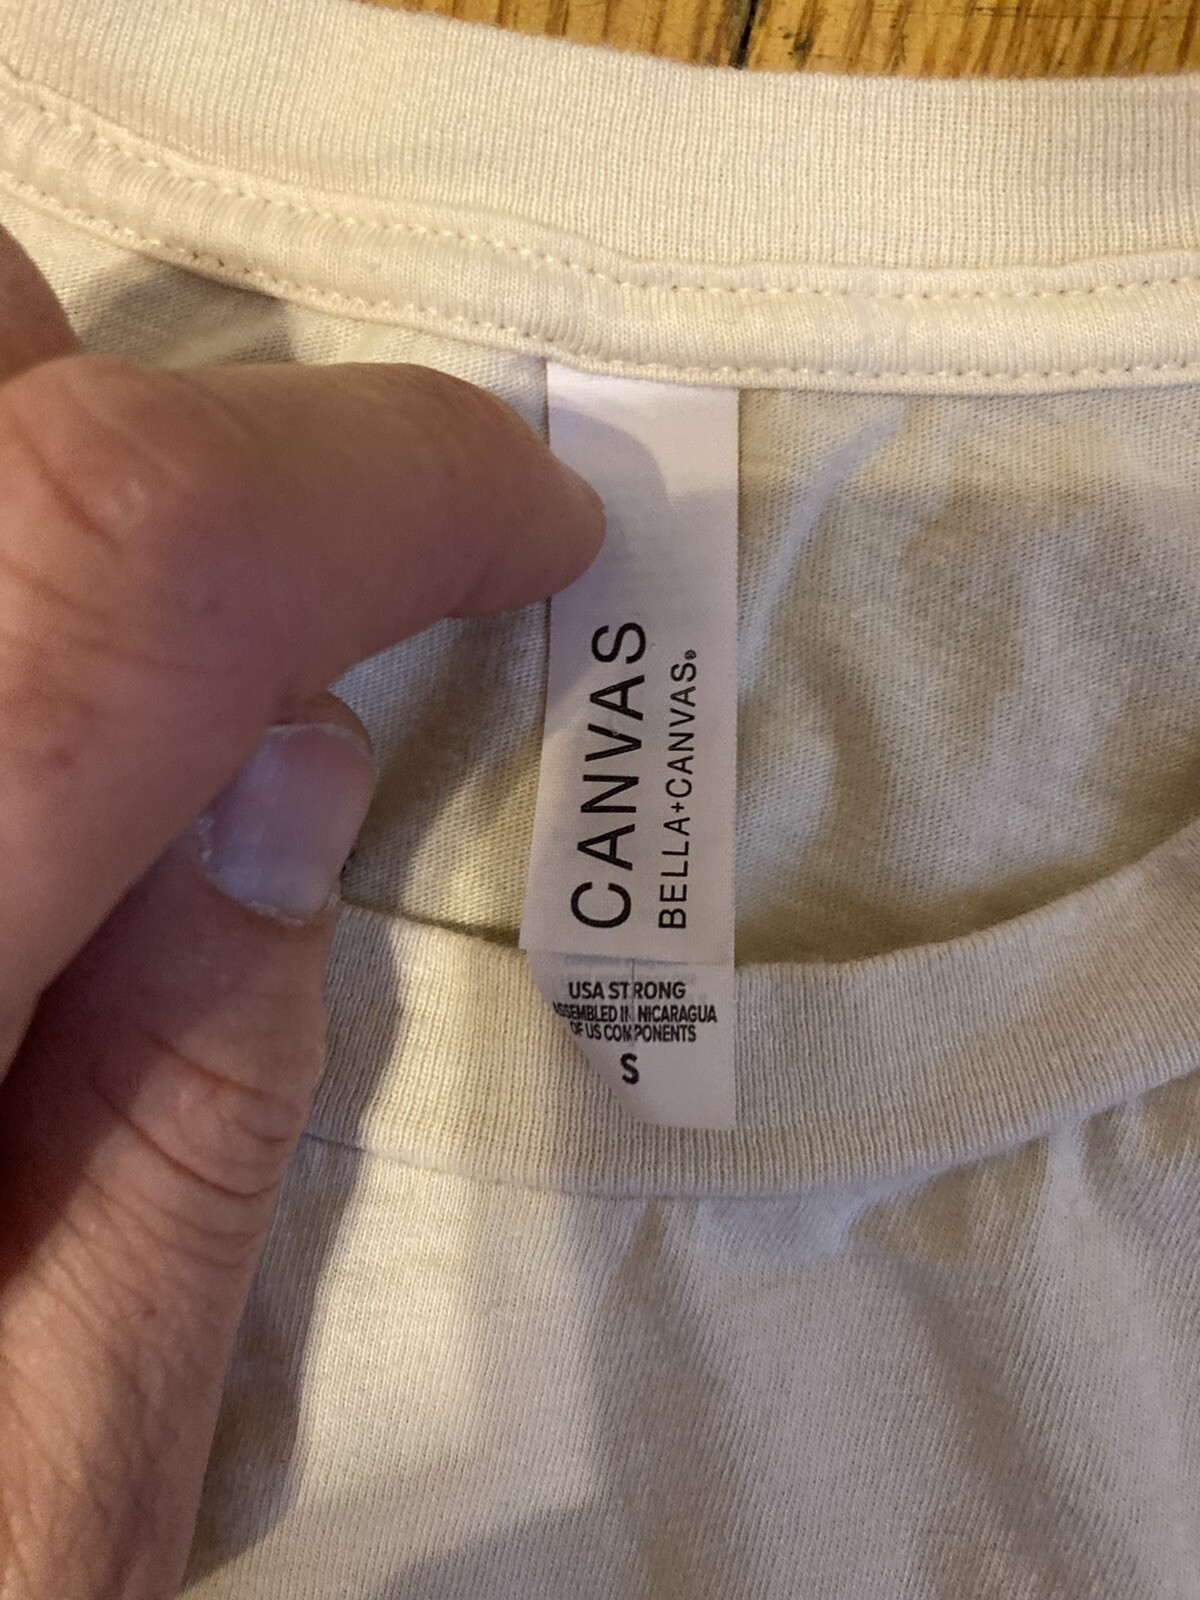 CANVAS
BELLA+CANVAS®
USA STRONG
ASSEMBLED IN NICARAGUA
OF US COMPONENTS
S